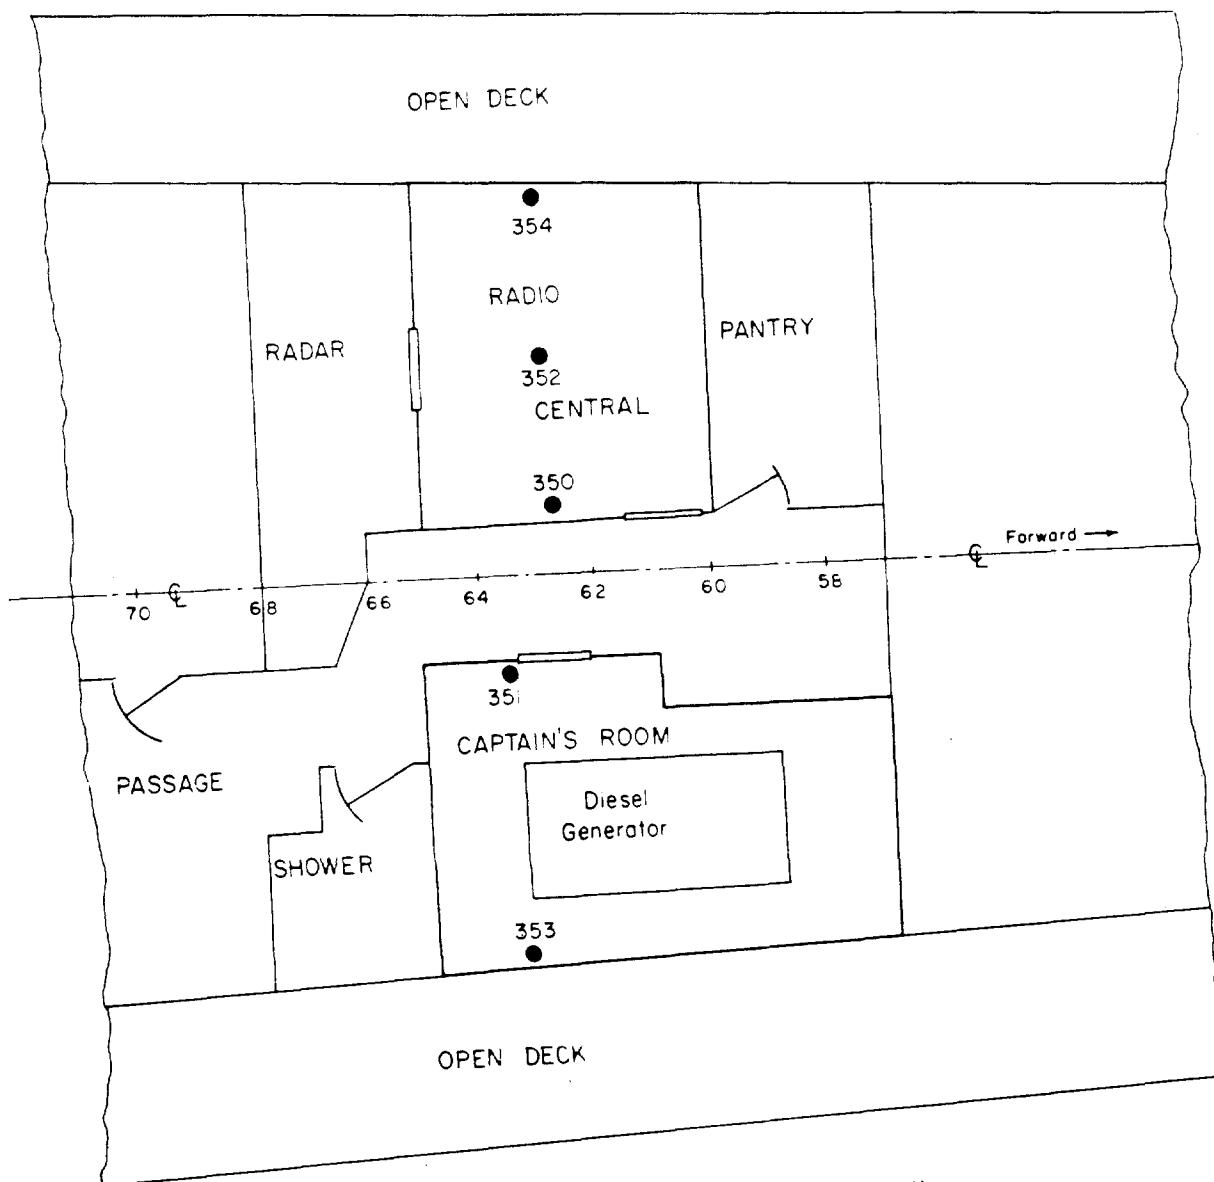 OPEN DECK
354
RADIO
RADAR
PANTRY
352
CENTRAL
350
Forward
70
68
66
64
62
60
58
351
CAPTAIN'S ROOM
PASSAGE
Diesel
Generator
SHOWER
353
OPEN DECK